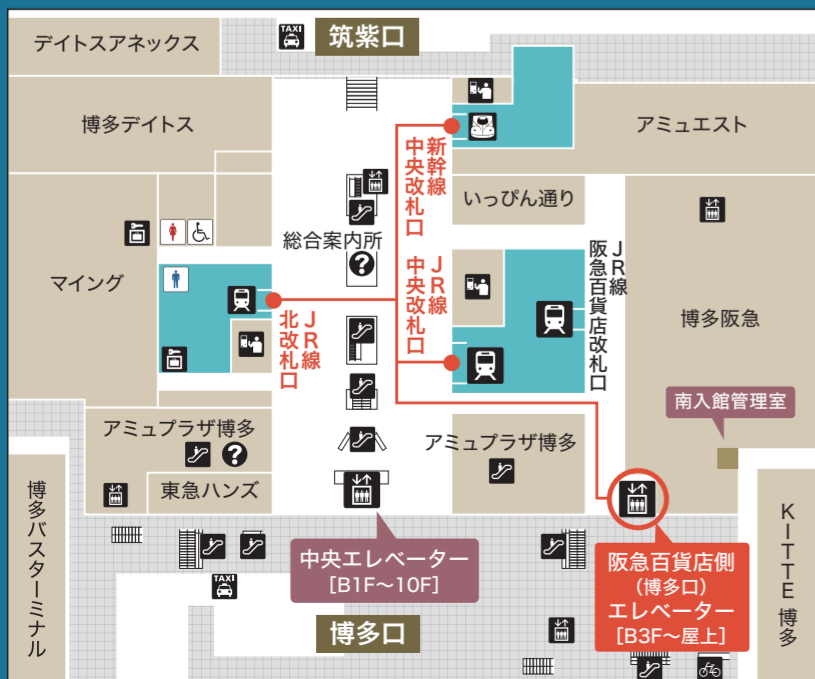 デイトスアネックス
TAXI
筑紫口
博多デイトス
アミュエスト
新幹線
中央改札口
いっぴん通り
総合案内所
?
マイング
JR線
北改札口
JR線
中央改札口
JR線
阪急百貨店改札口
博多阪急
南入館管理室
アミュプラザ博多
?
東急ハンズ
アミュプラザ博多
博多バスターミナル
KITTE 博多
中央エレベーター
[B1F〜10F]
阪急百貨店側
(博多口)
エレベーター
[B3F〜屋上]
TAXI
博多口